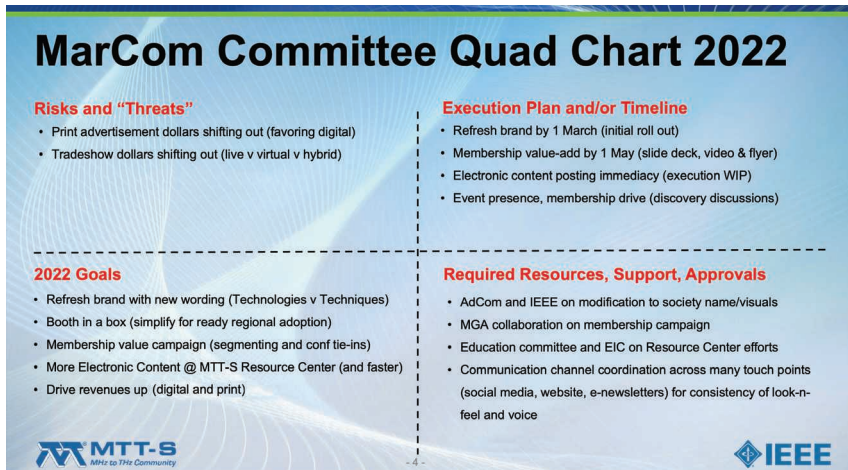 MarCom Committee Quad Chart 2022
Risks and “Threats”
• Print advertisement dollars shifting out (favoring digital)
• Tradeshow dollars shifting out (live v virtual v hybrid)
Execution Plan and/or Timeline
• Refresh brand by 1 March (initial roll out)
• Membership value-add by 1 May (slide deck, video & flyer)
• Electronic content posting immediacy (execution WIP)
• Event presence, membership drive (discovery discussions)
2022 Goals
• Refresh brand with new wording (Technologies v Techniques)
• Booth in a box (simplify for ready regional adoption)
• Membership value campaign (segmenting and conf tie-ins)
• More Electronic Content @ MTT-S Resource Center (and faster)
• Drive revenues up (digital and print)
Required Resources, Support, Approvals
• AdCom and IEEE on modification to society name/visuals
• MGA collaboration on membership campaign
• Education committee and EIC on Resource Center efforts
• Communication channel coordination across many touch points
(social media, website, e-newsletters) for consistency of look-n-
feel and voice
MTT-S
MHz to THz Community
- 4 -
IEEE